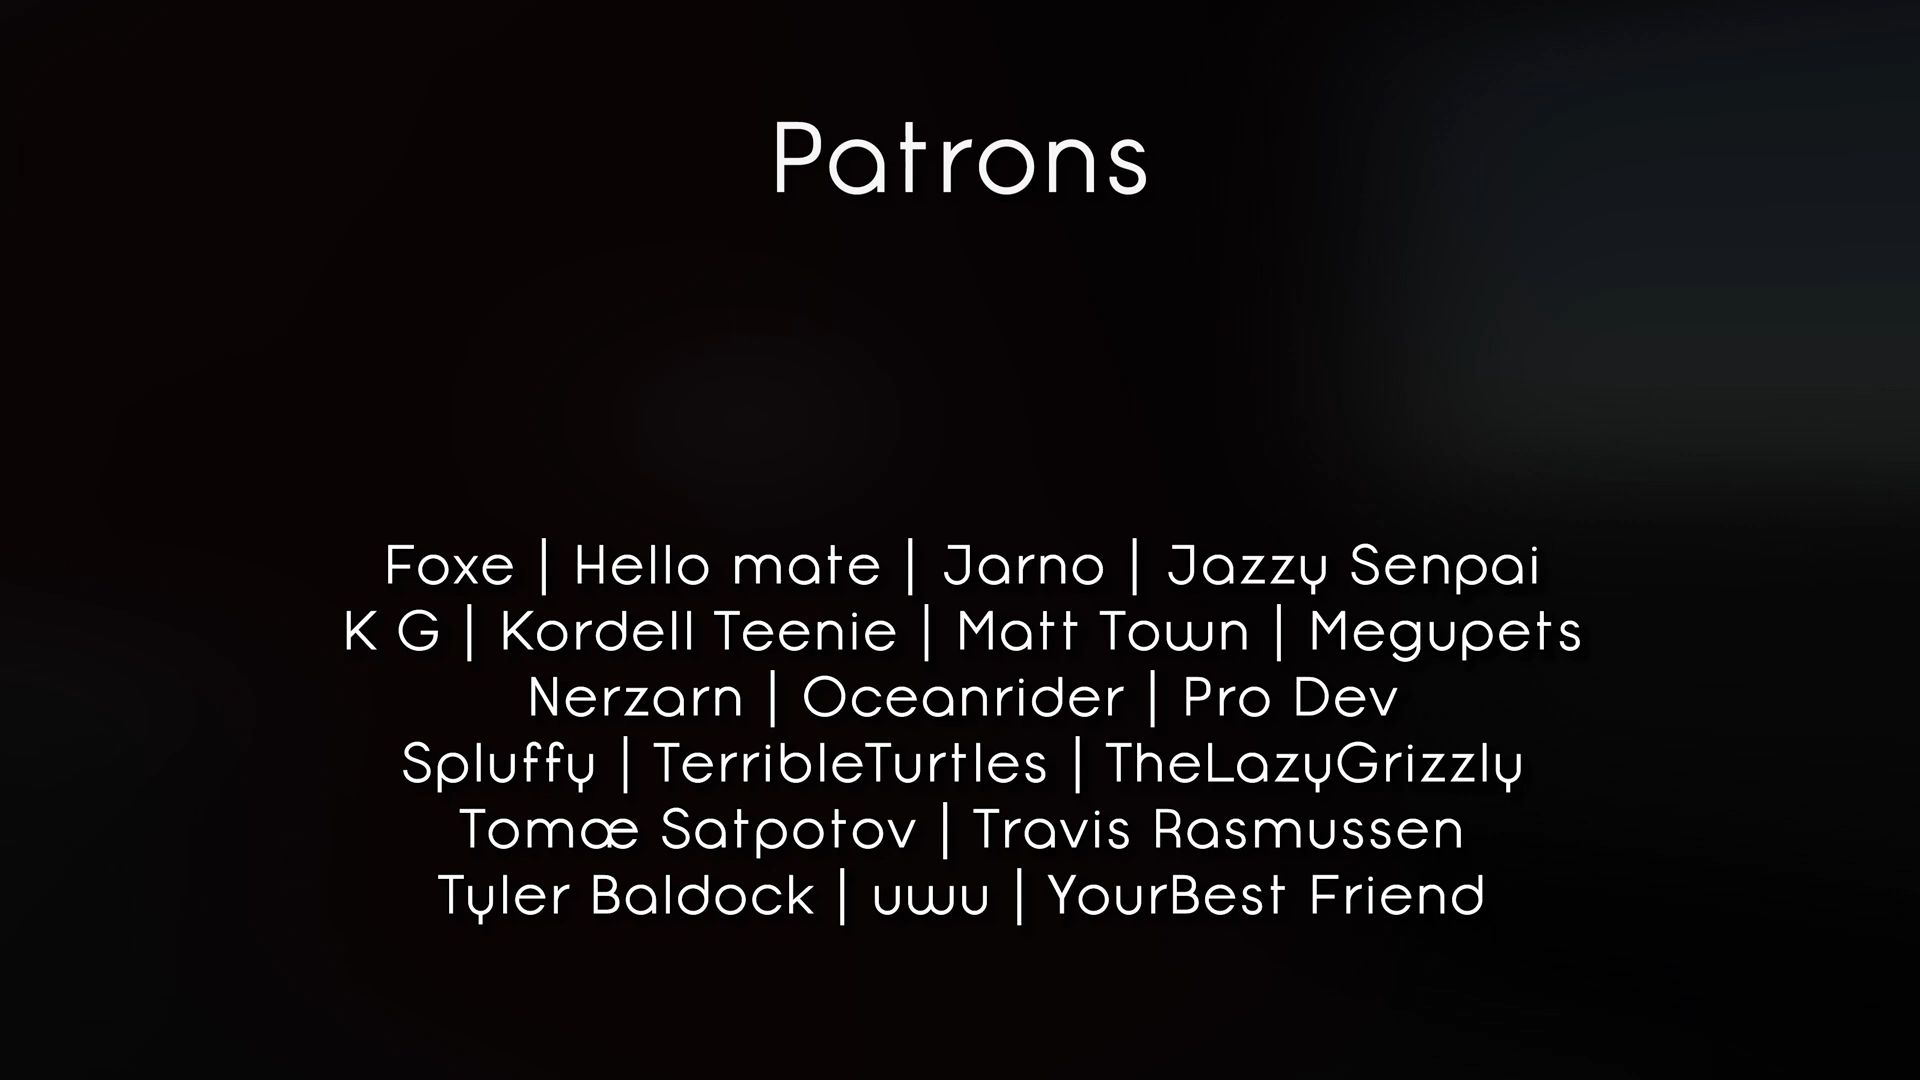 Patrons
Foxe | Hello mate | Jarno | Jazzy Senpai
K G | Kordell Teenie | Matt Town | Megupets
Nerzarn | Oceanrider | Pro Dev
Spluffy | TerribleTurtles | TheLazyGrizzly
Tomæ Satpotov | Travis Rasmussen
Tyler Baldock | uwu | YourBest Friend